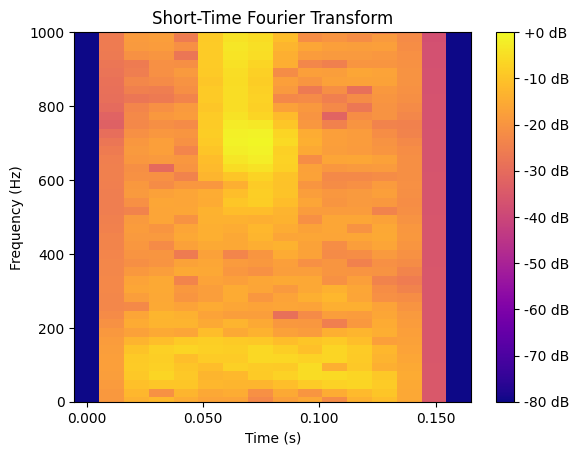 Short-Time Fourier Transform
1000
800
600
400
200
0
Frequency (Hz)
0.000
0.050
0.100
0.150
Time (s)
+0 dB
-10 dB
-20 dB
-30 dB
-40 dB
-50 dB
-60 dB
-70 dB
-80 dB